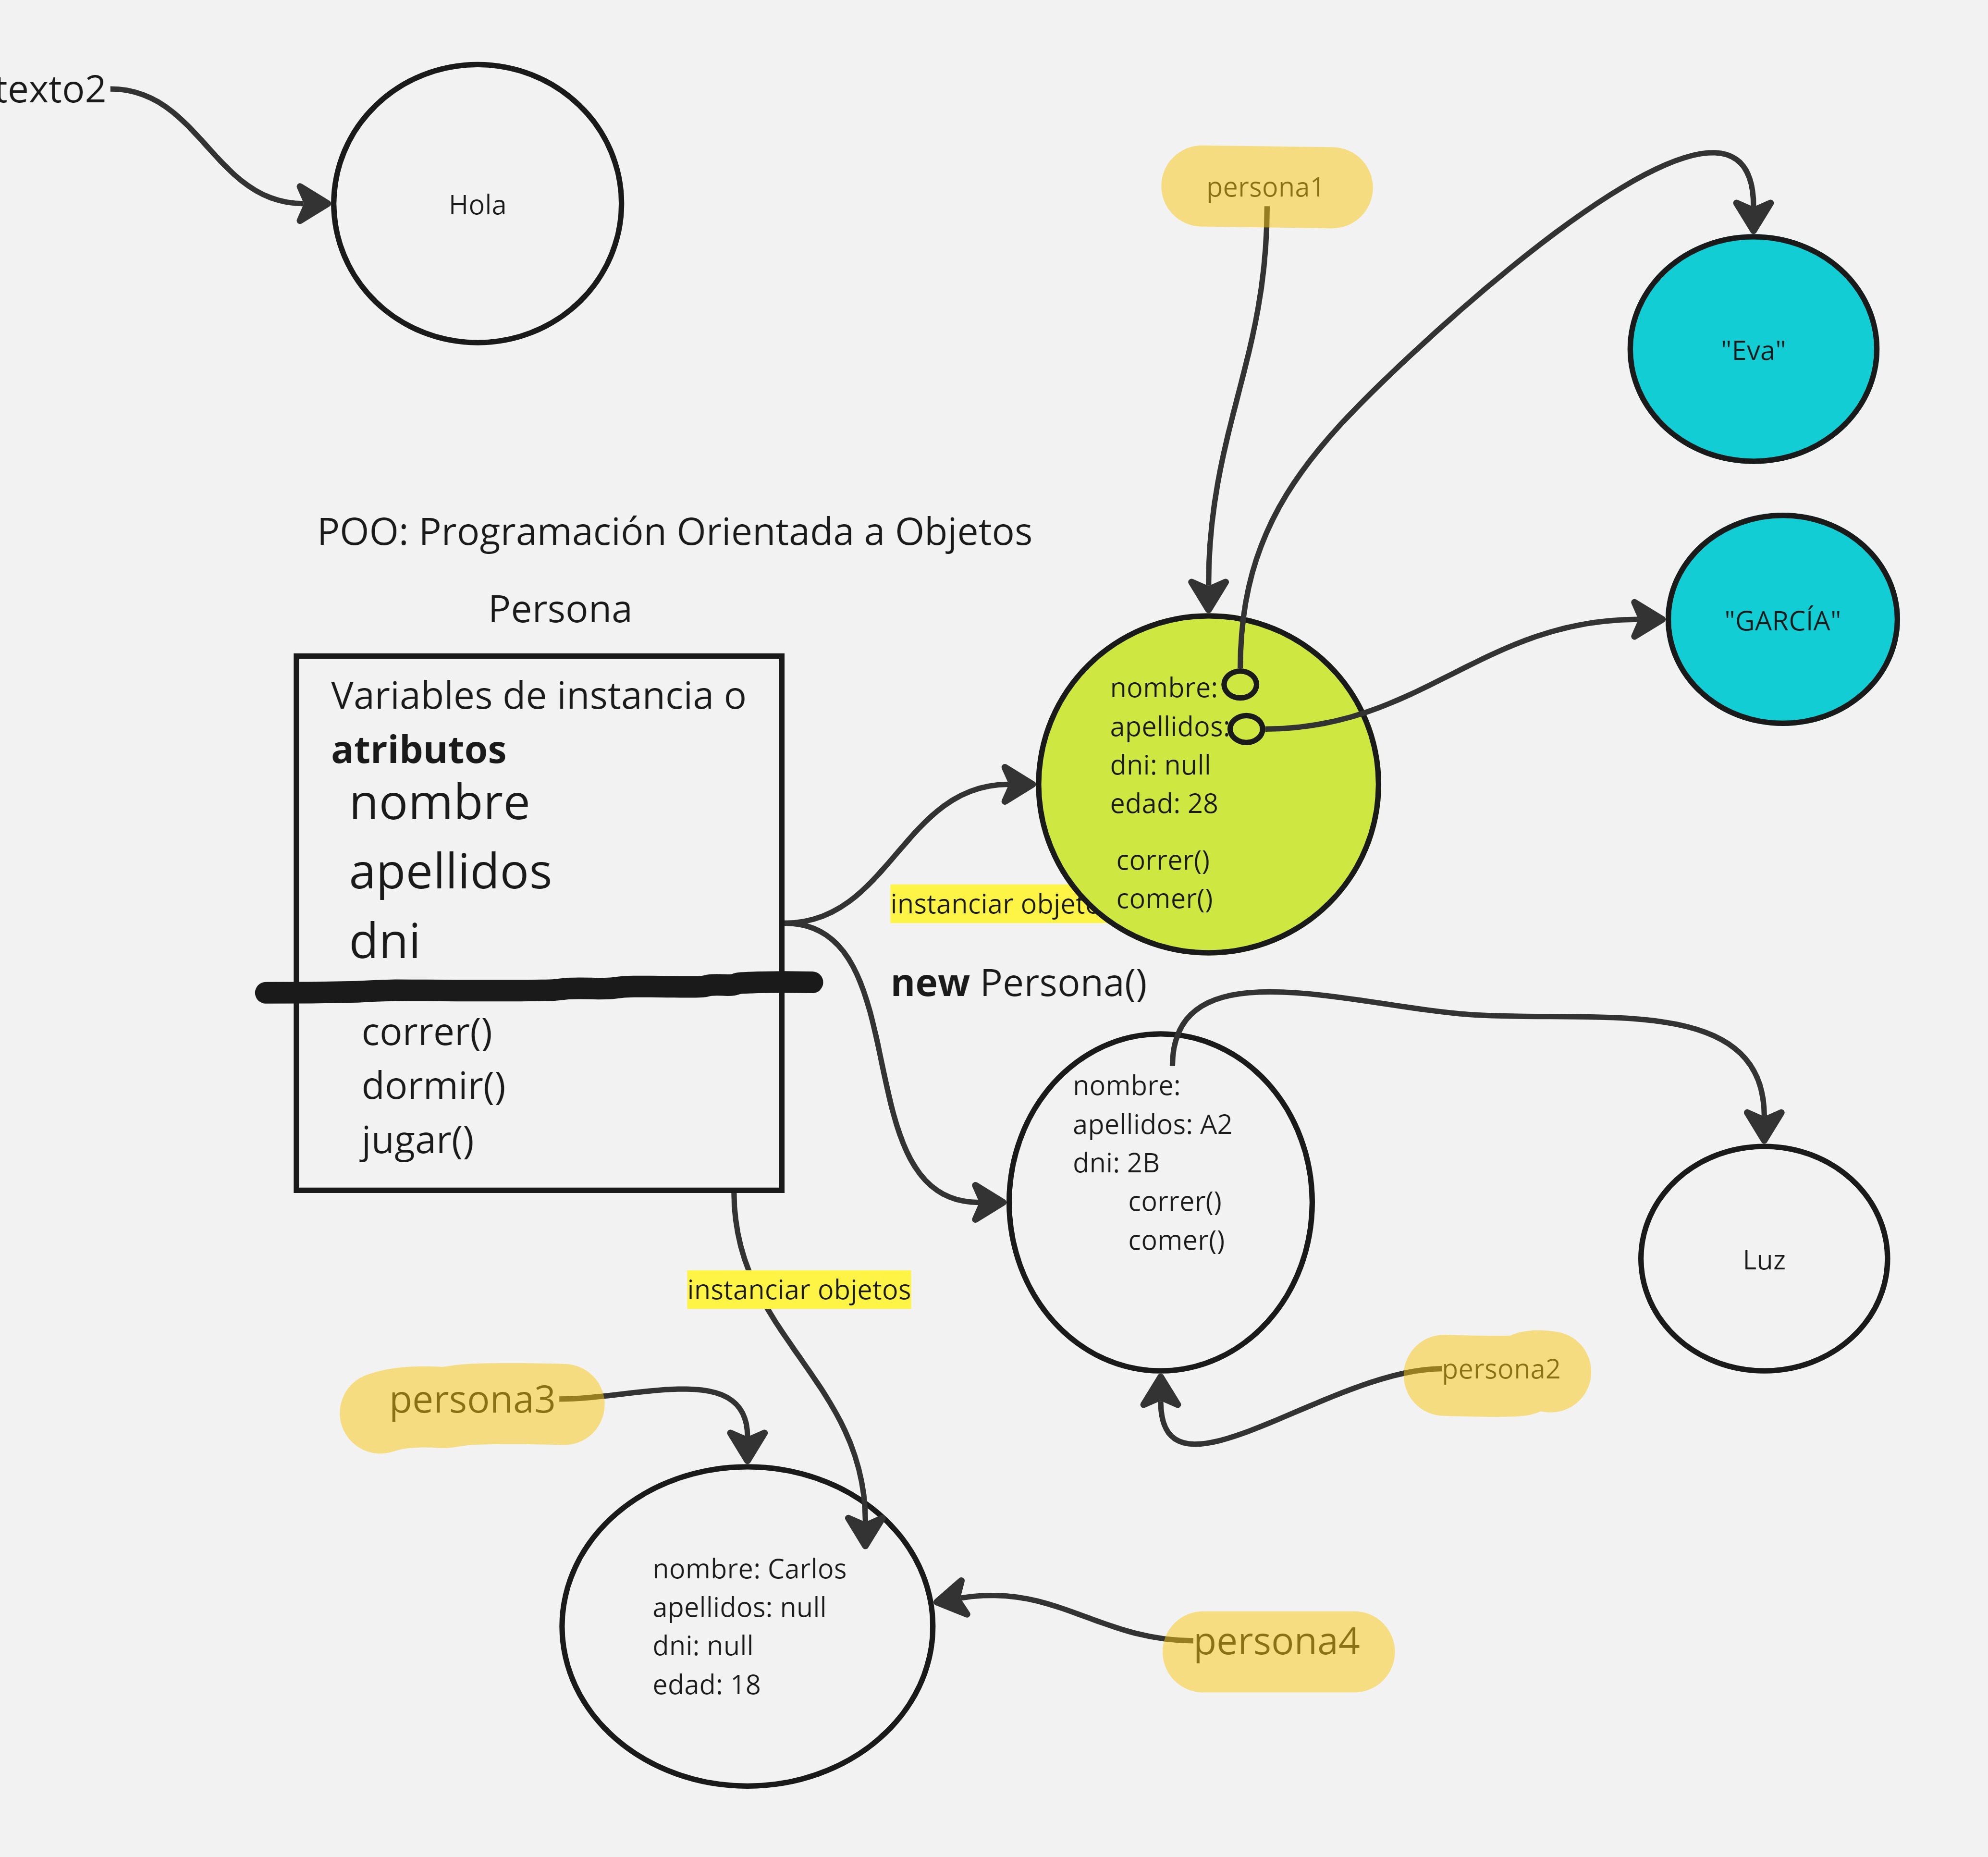 texto2
Hola
persona1
"Eva"
POO: Programación Orientada a Objetos
"GARCÍA"
Persona
Variables de instancia o
atributos
nombre
apellidos
dni
correr()
dormir()
jugar()
nombre:
apellidos:
dni: null
edad: 28
correr()
comer()
instanciar objeto
new Persona()
nombre:
apellidos: A2
dni: 2B
correr()
comer()
Luz
instanciar objetos
persona2
persona3
nombre: Carlos
apellidos: null
dni: null
edad: 18
persona4